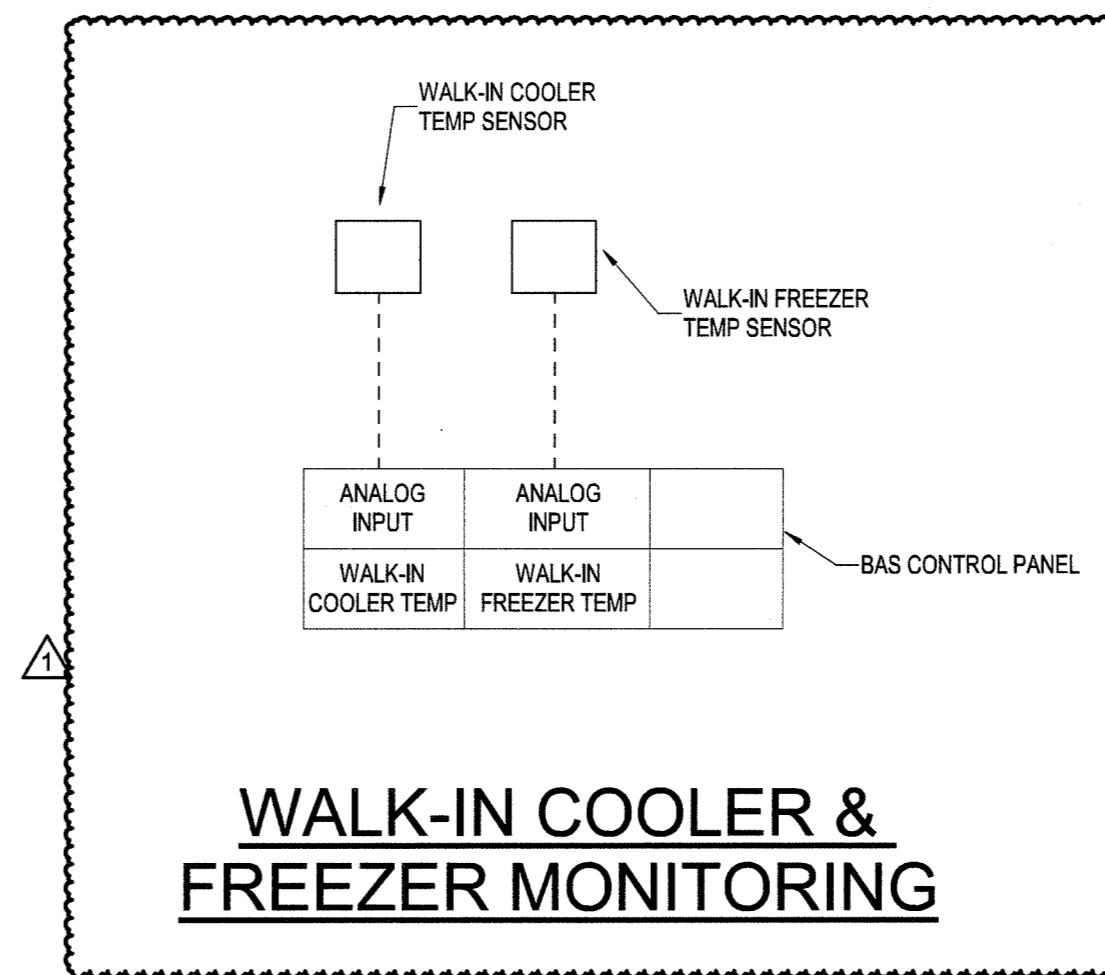 WALK-IN COOLER
TEMP SENSOR
WALK-IN FREEZER
TEMP SENSOR
ANALOG
INPUT
ANALOG
INPUT
WALK-IN
COOLER TEMP
WALK-IN
FREEZER TEMP
BAS CONTROL PANEL
1
WALK-IN COOLER &
FREEZER MONITORING